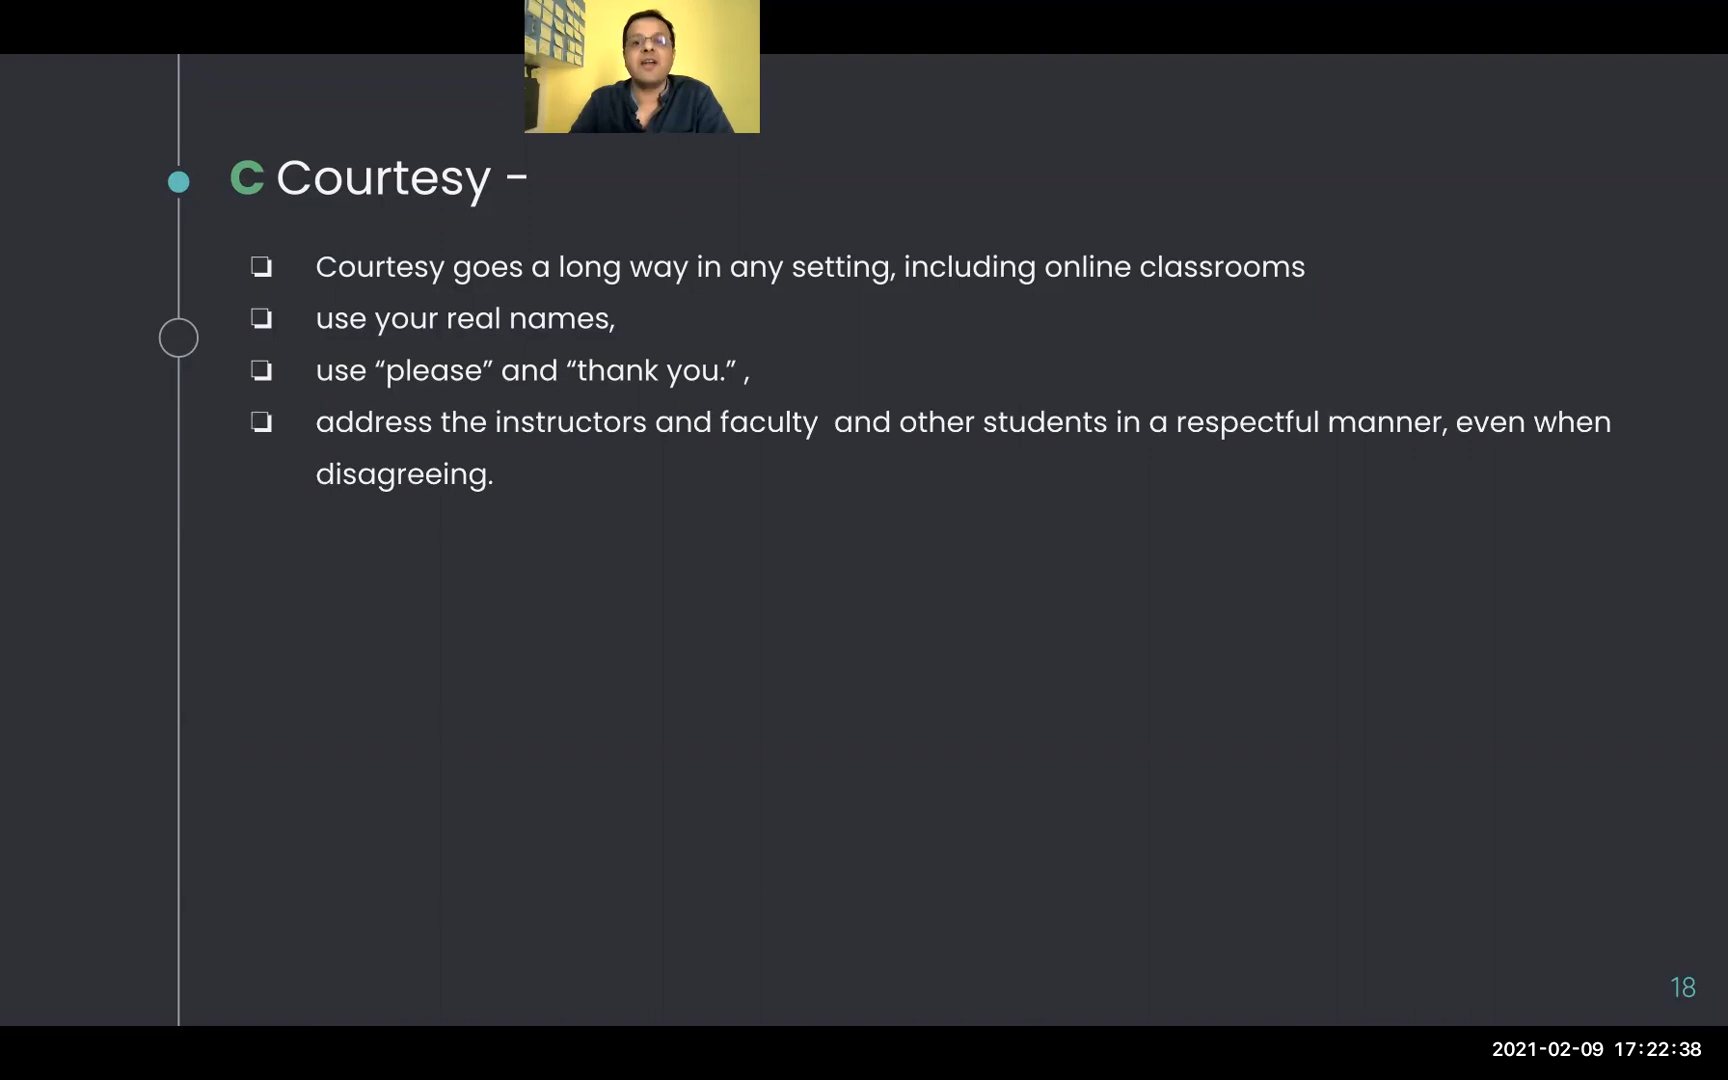 C Courtesy -
❏ Courtesy goes a long way in any setting, including online classrooms
❏ use your real names,
❏ use “please” and “thank you.” ,
❏ address the instructors and faculty  and other students in a respectful manner, even when
disagreeing.
18
2021-02-09 17:22:38